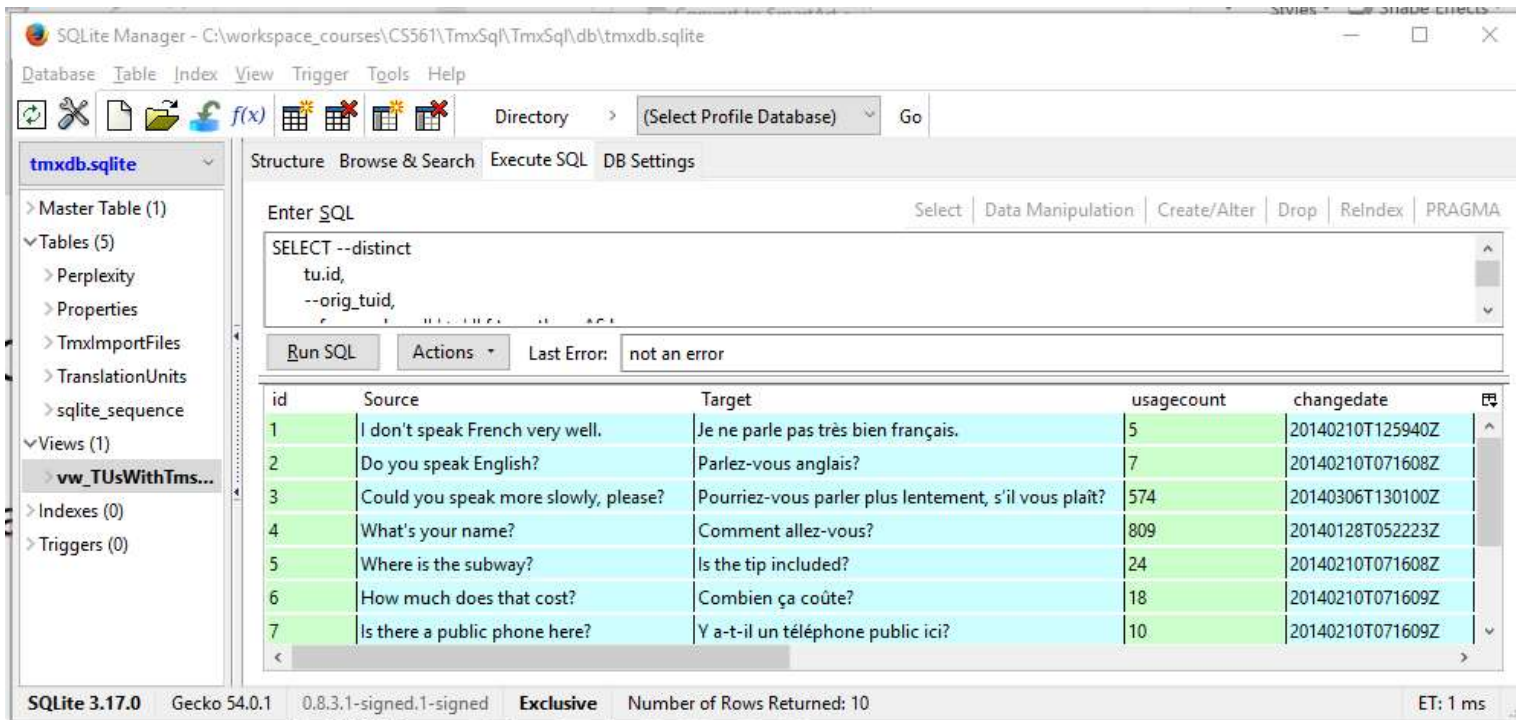 SQLite Manager - C:\workspace_courses\CS561\TmxSql\TmxSql\db\tmxdb.sqlite
Database Table Index View Trigger Tools Help
f(x) Directory > (Select Profile Database) Go
tmxdb.sqlite
Master Table (1)
Tables (5)
Perplexity
Properties
TmxImportFiles
TranslationUnits
sqlite_sequence
Views (1)
vw_TUsWithTms...
Indexes (0)
Triggers (0)
Structure Browse & Search Execute SQL DB Settings
Enter SQL Select Data Manipulation Create/Alter Drop ReIndex PRAGMA
SELECT --distinct
tu.id,
--orig_tuid,
Run SQL Actions Last Error: not an error
id Source Target usagecount changedate
1 I don't speak French very well. Je ne parle pas très bien français. 5 20140210T125940Z
2 Do you speak English? Parlez-vous anglais? 7 20140210T071608Z
3 Could you speak more slowly, please? Pourriez-vous parler plus lentement, s'il vous plaît? 574 20140306T130100Z
4 What's your name? Comment allez-vous? 809 20140128T052223Z
5 Where is the subway? Is the tip included? 24 20140210T071608Z
6 How much does that cost? Combien ça coûte? 18 20140210T071609Z
7 Is there a public phone here? Y a-t-il un téléphone public ici? 10 20140210T071609Z
SQLite 3.17.0 Gecko 54.0.1 0.8.3.1-signed.1-signed Exclusive Number of Rows Returned: 10 ET: 1 ms